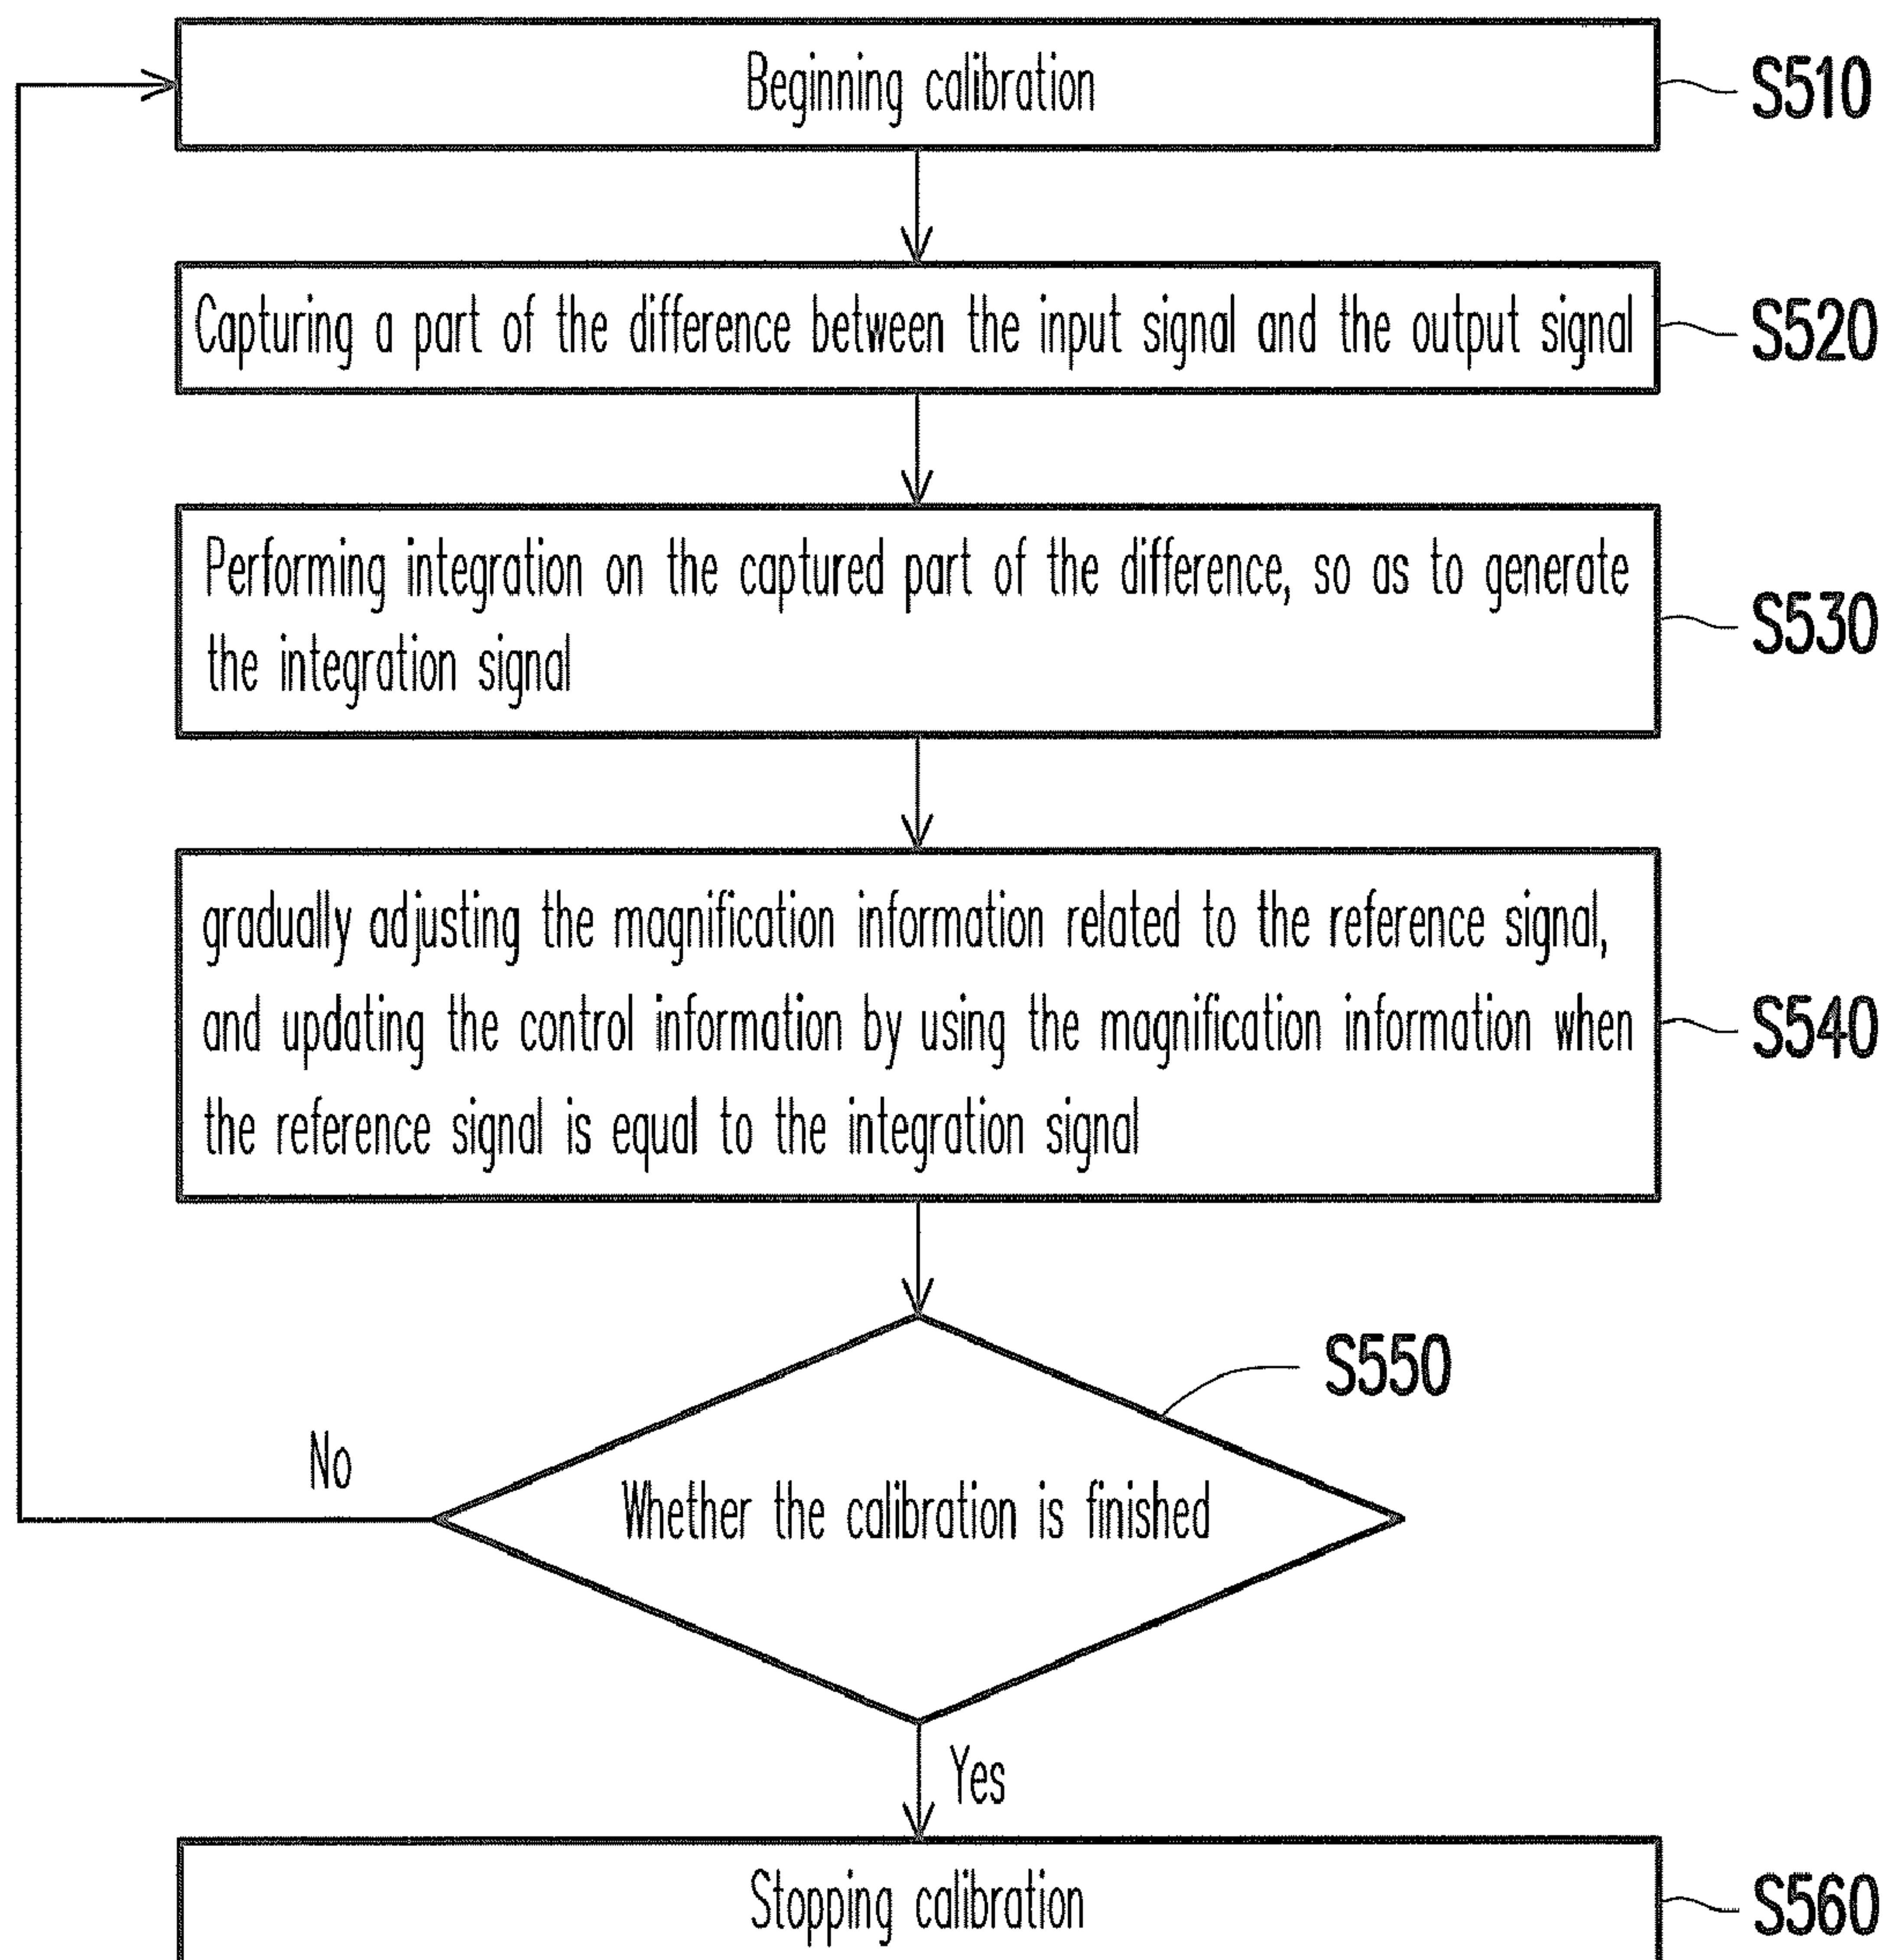 Beginning calibration
S510
Capturing a part of the difference between the input signal and the output signal
S520
Performing integration on the captured part of the difference, so as to generate
the integration signal
S530
gradually adjusting the magnification information related to the reference signal,
and updating the control information by using the magnification information when
the reference signal is equal to the integration signal
S540
S550
No
Whether the calibration is finished
Yes
Stopping calibration
S560